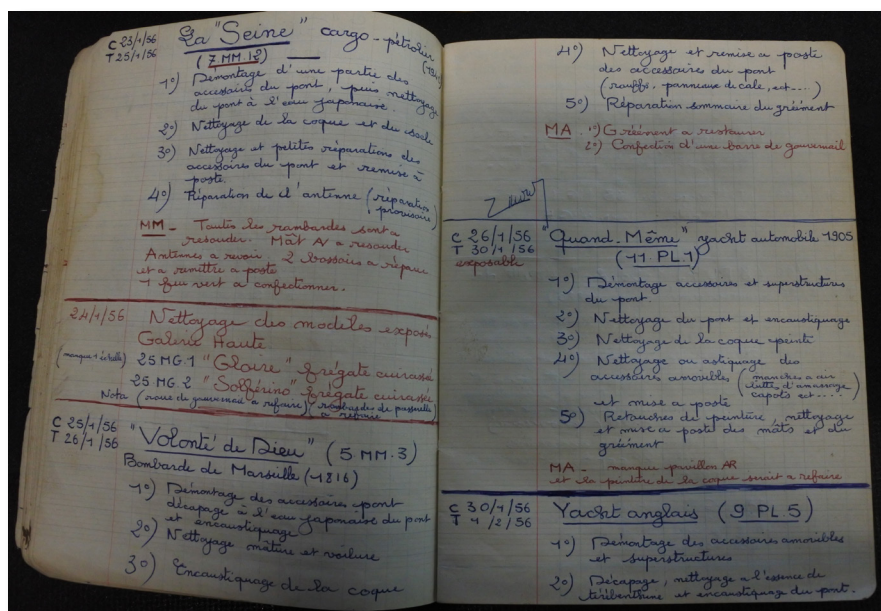 C 23/1/56
T 25/1/56
La "Seine" cargo-pétrolier
(7.MM.12)
1°) Démontage d'une partie des
accessoires du pont, puis nettoyage
du pont à l'eau japonaise.
2°) Nettoyage de la coque et du socle
3°) Nettoyage et petites réparations des
accessoires du pont et remise à
poste.
4°) Réparation de d'antenne (réparation
provisoire)
MM - Toutes les rambardes sont a
resouder. Mât AV a resouder
Antennes a revoir. 2 bossoirs a réparer
et a remettre a poste
1 feu vert a confectionner.
24/1/56 Nettoyage des modèles exposés
Galerie Haute.
(manque 1 échelle) 25 MG.1 "Gloire" frégate cuirassée
25 MG.2 "Solférino" frégate cuirassée
Nota (roue de gouvernail a refaire) (rambardes de passerelle)
a refaire
C 25/1/56
T 26/1/56
"Volonté de Dieu" (5 MM.3)
Bombarde de Marseille (1816)
1°) Démontage des accessoires pont
décapage à l'eau japonaise du pont
et encaustiquage
2°) Nettoyage mâture et voilure
3°) Encaustiquage de la coque
4°) Nettoyage et remise a poste
des accessoires du pont
(rouffs, panneaux de cale, ect....)
5°) Réparation sommaire du gréement
MA 1°) Gréement a restaurer
2°) Confection d'une barre de gouvernail
C 26/1/56
T 30/1/56
exposable
"Quand. Même" yacht automobile 1905
(11.PL.1)
1°) Démontage accessoires et superstructures
du pont.
2°) Nettoyage du pont et encaustiquage
3°) Nettoyage de la coque peinte
4°) Nettoyage ou astiquage des
accessoires amovibles (manches a air
capots ect....)
et mise a poste
5°) Retouches de peinture, nettoyage
et mise a poste des mâts et du
gréement
MA - manque pavillon AR
et la peinture de la coque serait a refaire
C 30/1/56
T 1/2/56
Yacht anglais (9 PL.5)
1°) Démontage des accessoires amovibles
et superstructures
2°) Décapage, nettoyage a l'essence de
térébenthine et encaustiquage du pont.